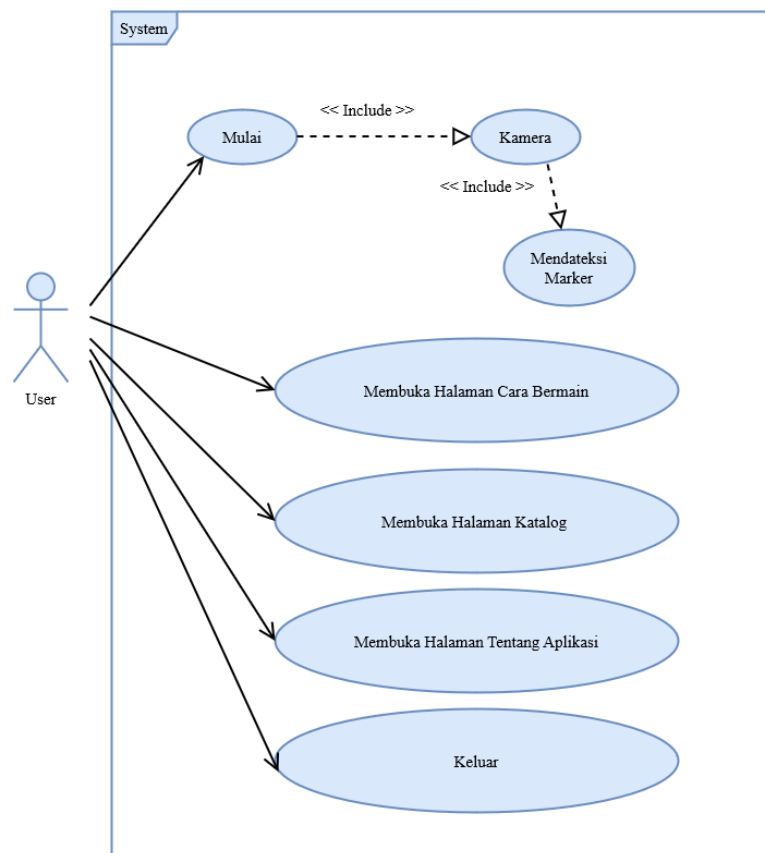 System
<< Include >>
Mulai
Kamera
<< Include >>
Mendateksi
Marker
User
Membuka Halaman Cara Bermain
Membuka Halaman Katalog
Membuka Halaman Tentang Aplikasi
Keluar